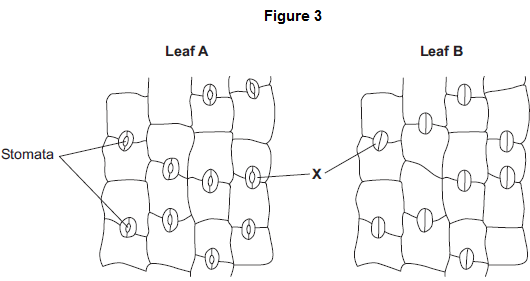 Figure 3
Leaf A
Leaf B
Stomata
X